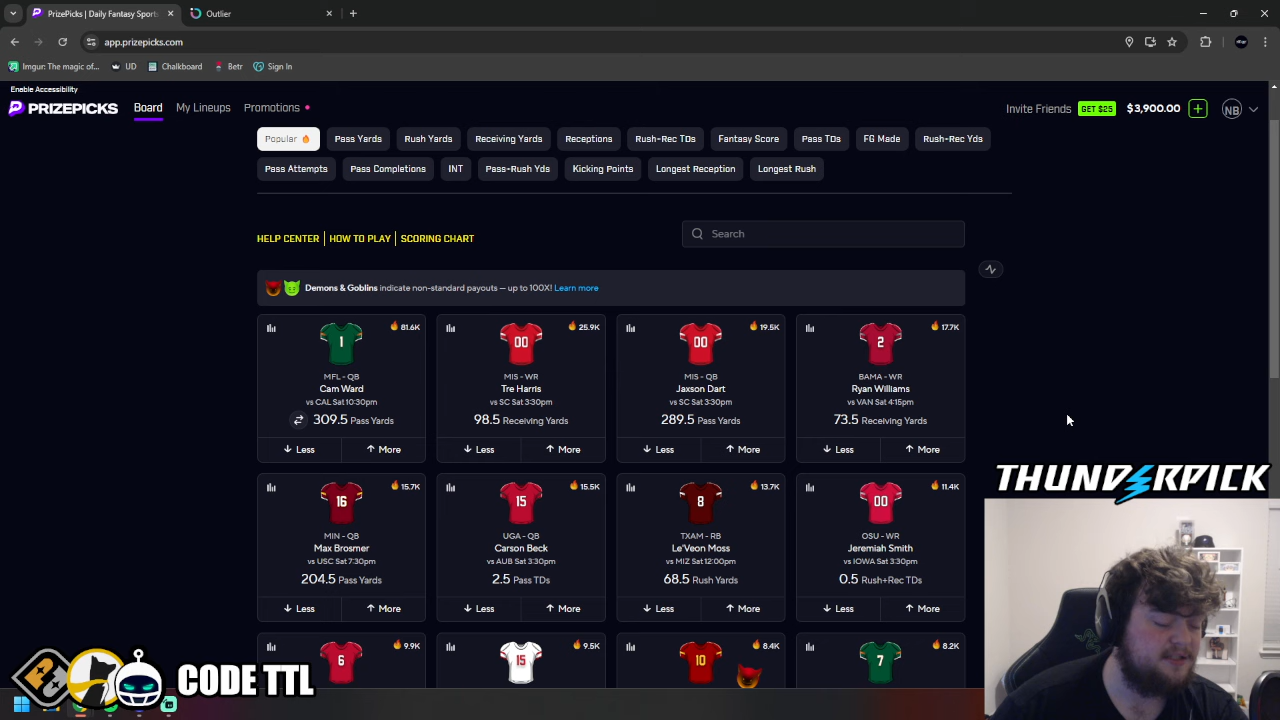 PrizePicks | Daily Fantasy Sports
Outlier
app.prizepicks.com
Imgur: The magic of...
UD
Chalkboard
Betr
Sign In
Enable Accessibility
PRIZEPICKS
Board
My Lineups
Promotions
Invite Friends
GET $25
$3,900.00
NB
Popular
Pass Yards
Rush Yards
Receiving Yards
Receptions
Rush+Rec TDs
Fantasy Score
Pass TDs
FG Made
Rush+Rec Yds
Pass Attempts
Pass Completions
INT
Pass+Rush Yds
Kicking Points
Longest Reception
Longest Rush
HELP CENTER | HOW TO PLAY | SCORING CHART
Search
Demons & Goblins indicate non-standard payouts — up to 100X! Learn more
81.6K
1
MFL - QB
Cam Ward
vs CAL Sat 10:30pm
309.5 Pass Yards
Less
More
25.9K
00
MIS - WR
Tre Harris
vs SC Sat 3:30pm
98.5 Receiving Yards
Less
More
19.5K
00
MIS - QB
Jaxson Dart
vs SC Sat 3:30pm
289.5 Pass Yards
Less
More
17.7K
2
BAMA - WR
Ryan Williams
vs VAN Sat 4:15pm
73.5 Receiving Yards
Less
More
15.7K
16
MIN - QB
Max Brosmer
vs USC Sat 7:30pm
204.5 Pass Yards
Less
More
15.5K
15
UGA - QB
Carson Beck
vs AUB Sat 3:30pm
2.5 Pass TDs
Less
More
13.7K
8
TXAM - RB
Le'Veon Moss
vs MIZ Sat 12:00pm
68.5 Rush Yards
Less
More
11.4K
00
OSU - WR
Jeremiah Smith
vs IOWA Sat 3:30pm
0.5 Rush+Rec TDs
Less
More
9.9K
6
9.5K
15
8.4K
10
8.2K
7
THUNDERPICK
CODE TTL